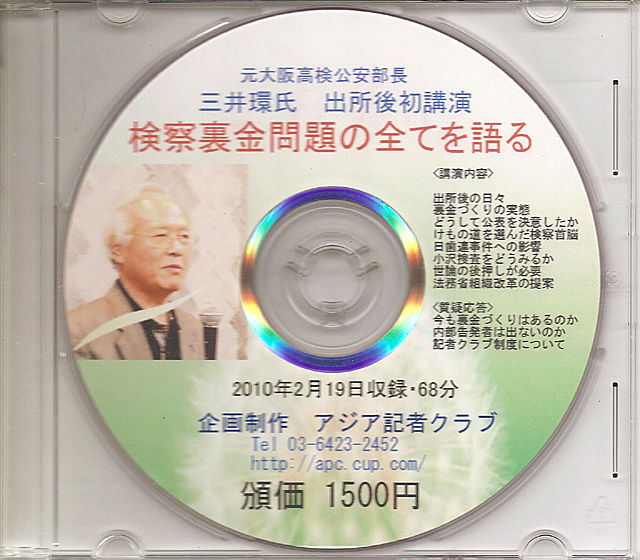 元大阪高検公安部長
三井環氏　出所後初講演
検察裏金問題の全てを語る
〈講演内容〉
出所後の日々
裏金づくりの実態
どうして公表を決意したか
けもの道を選んだ検察首脳
日歯連事件への影響
小沢捜査をどうみるか
世論の後押しが必要
法務省組織改革の提案
〈質疑応答〉
今も裏金づくりはあるのか
内部告発者は出ないのか
記者クラブ制度について
2010年2月19日収録・68分
企画制作　アジア記者クラブ
Tel 03-6423-2452
http://apc.cup.com/
頒価 1500円